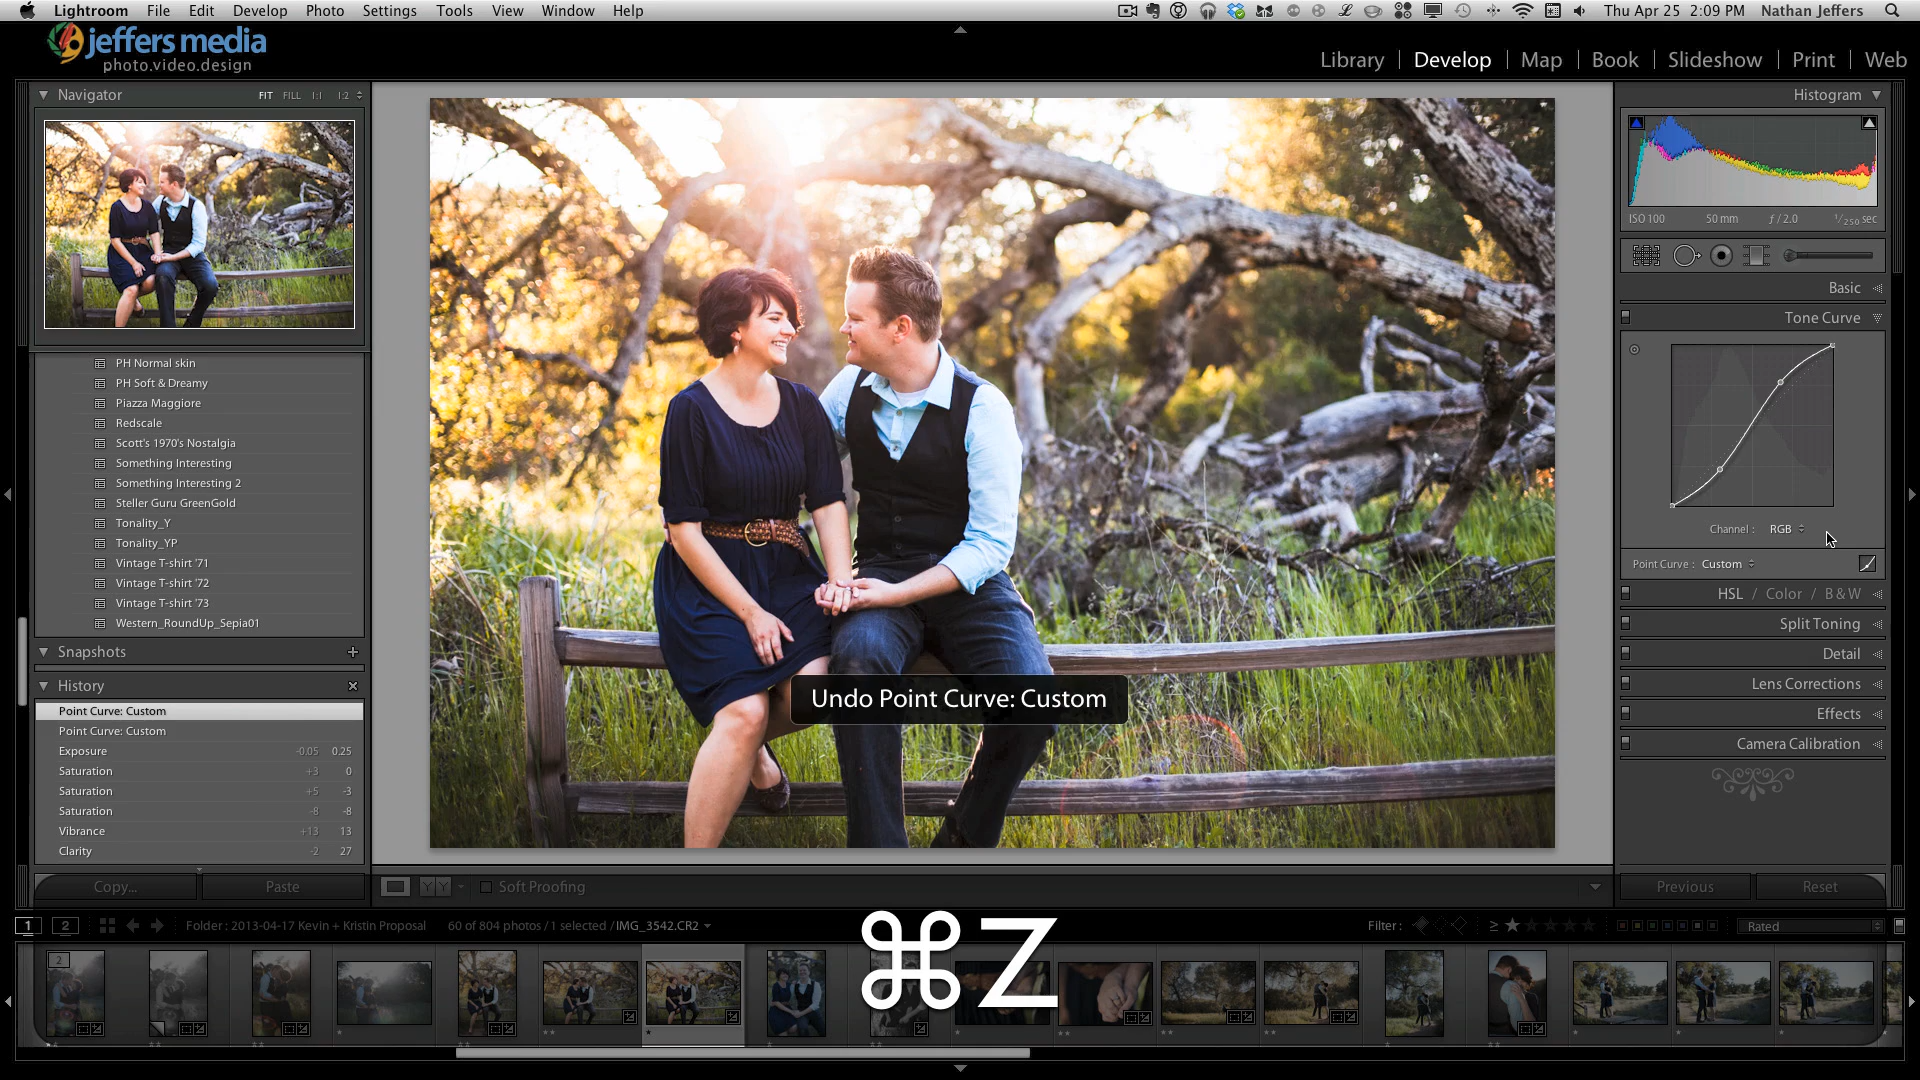 Lightroom File Edit Develop Photo Settings Tools View Window Help
Thu Apr 25 2:09 PM Nathan Jeffers
jeffers media
photo.video.design
Library | Develop | Map | Book | Slideshow | Print | Web
Navigator
FIT FILL 1:1 1:2
PH Normal skin
PH Soft & Dreamy
Piazza Maggiore
Redscale
Scott's 1970's Nostalgia
Something Interesting
Something Interesting 2
Steller Guru GreenGold
Tonality_Y
Tonality_YP
Vintage T-shirt '71
Vintage T-shirt '72
Vintage T-shirt '73
Western_RoundUp_Sepia01
Snapshots +
History ×
Point Curve: Custom
Point Curve: Custom
Exposure -0.05 0.25
Saturation +3 0
Saturation +5 -3
Saturation -8 -8
Vibrance +13 13
Clarity -2 27
Copy... Paste
Undo Point Curve: Custom
Soft Proofing
Histogram
ISO 100 50 mm ƒ / 2.0 1/250 sec
Basic
Tone Curve
Channel : RGB
Point Curve : Custom
HSL / Color / B & W
Split Toning
Detail
Lens Corrections
Effects
Camera Calibration
Previous Reset
1 2 Folder : 2013-04-17 Kevin + Kristin Proposal 60 of 804 photos / 1 selected / IMG_3542.CR2
Filter : ≥ Rated
2
⌘Z